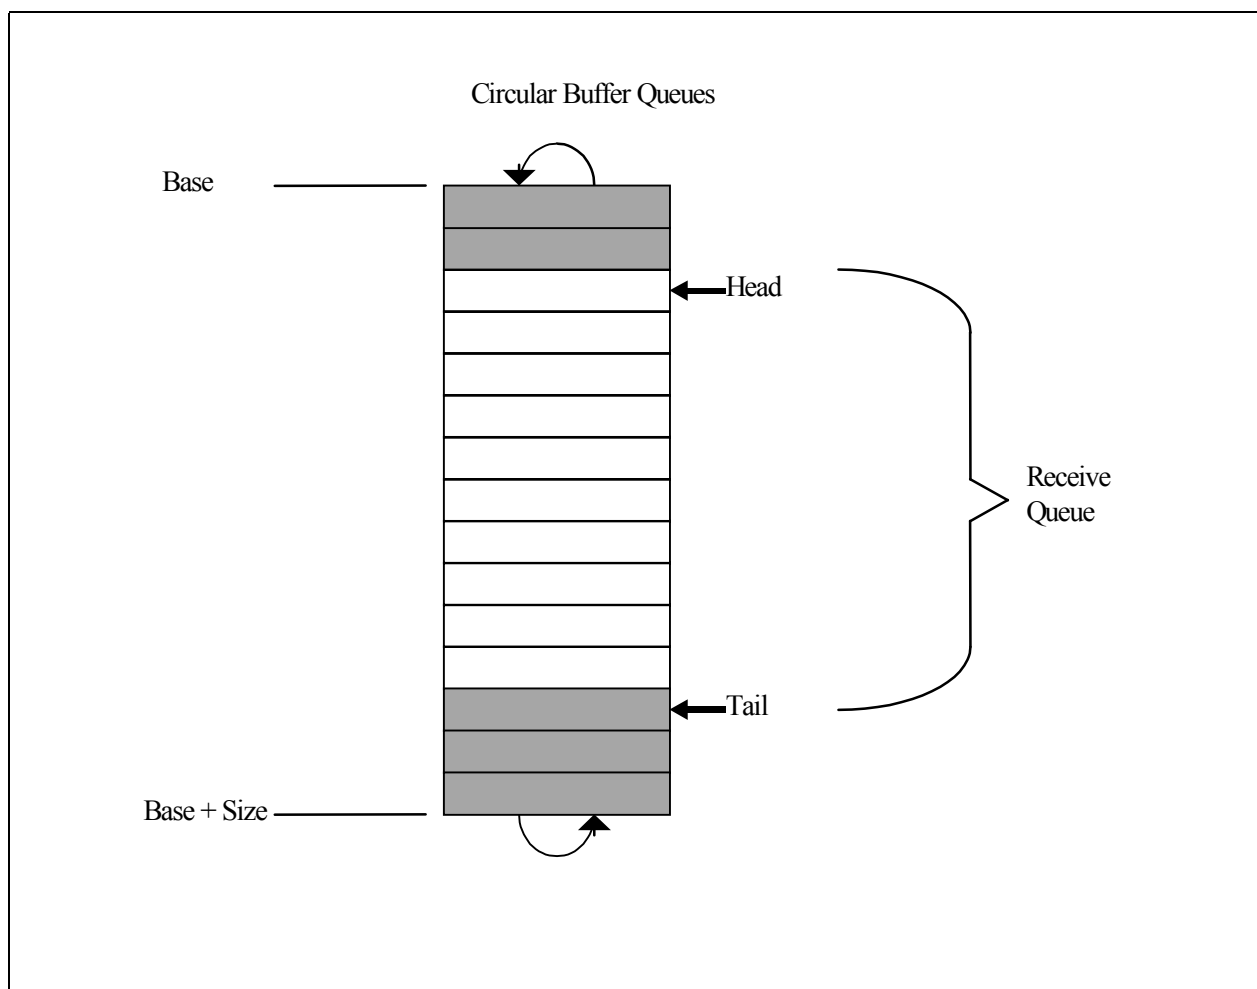 Circular Buffer Queues
Base
Head
Receive
Queue
Tail
Base + Size